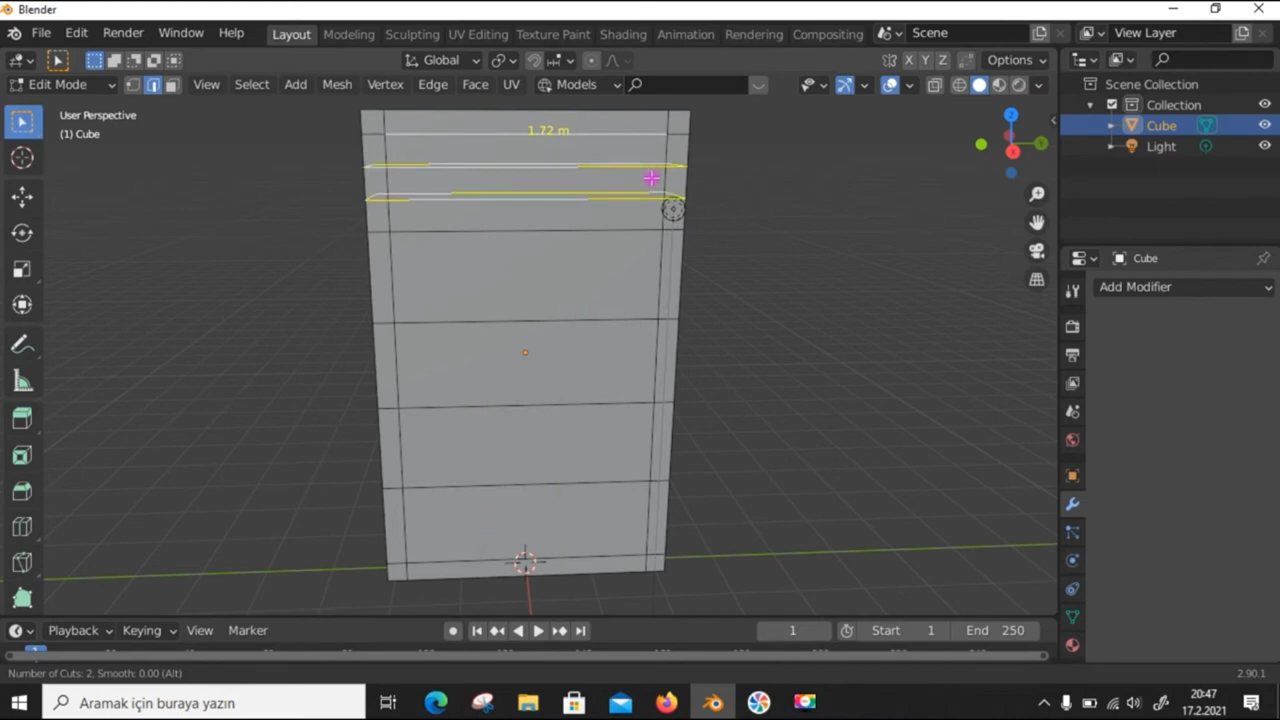 Blender
File Edit Render Window Help Layout Modeling Sculpting UV Editing Texture Paint Shading Animation Rendering Compositing Scene View Layer
Global X Y Z Options
Edit Mode View Select Add Mesh Vertex Edge Face UV Models
Scene Collection
Collection
Cube
Light
User Perspective
(1) Cube
1.72 m
Z
Y
X
Cube
Add Modifier
Playback Keying View Marker 1 Start 1 End 250
Number of Cuts: 2, Smooth: 0.00 (Alt) 2.90.1
Aramak için buraya yazın
20:47
17.2.2021